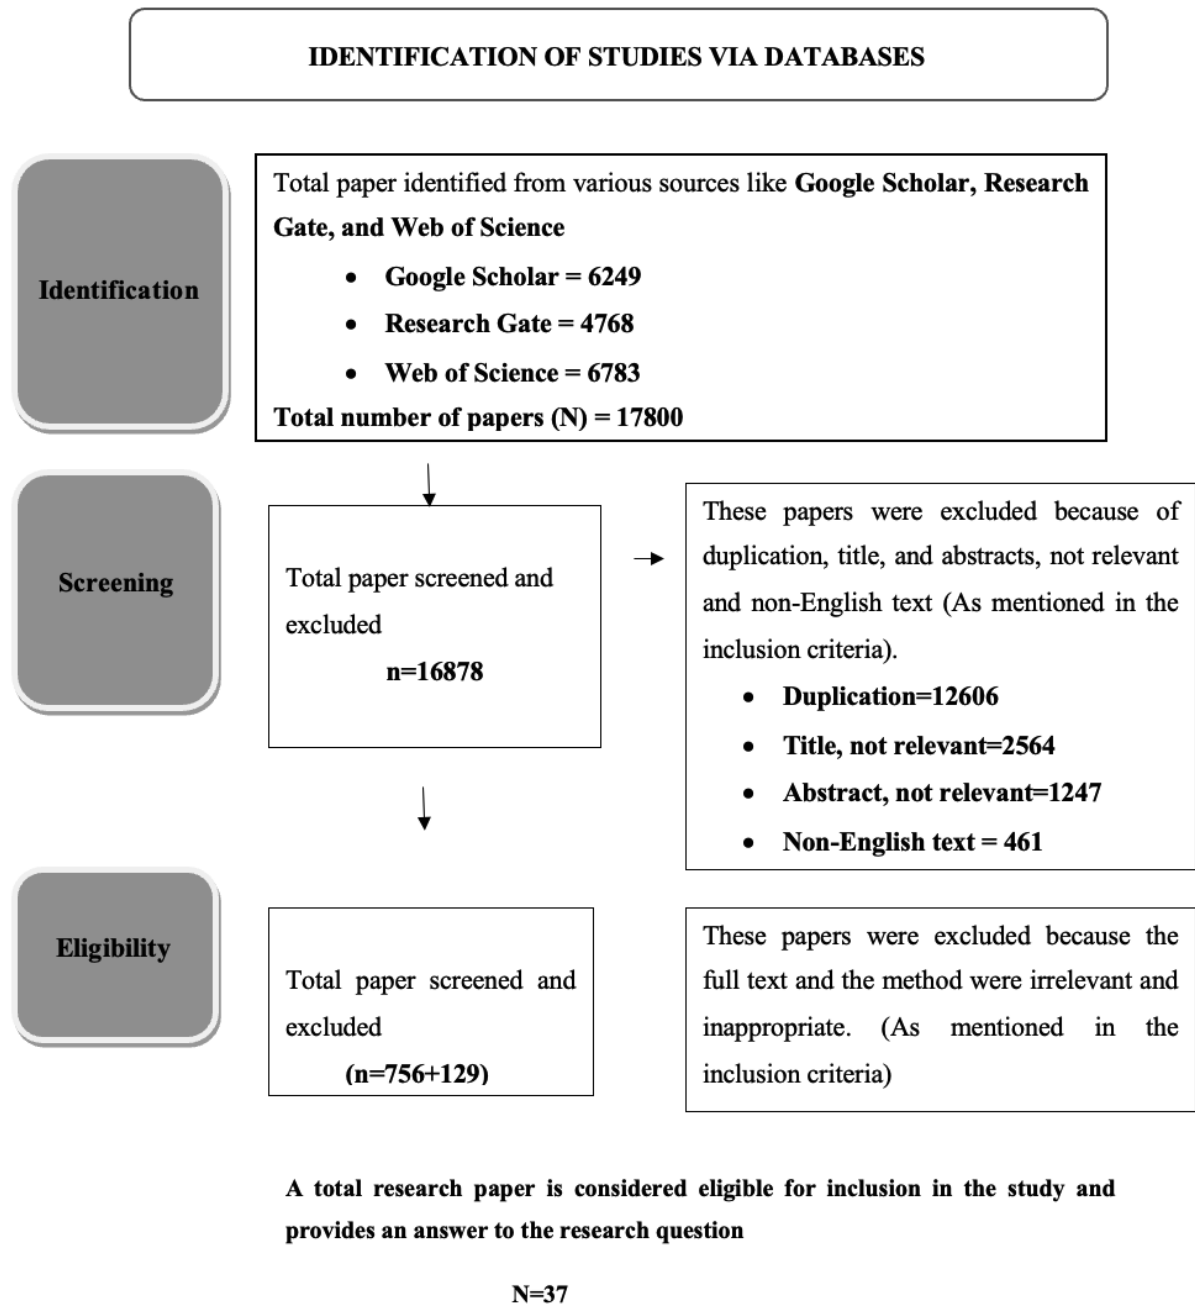 IDENTIFICATION OF STUDIES VIA DATABASES
Identification
Total paper identified from various sources like Google Scholar, Research
Gate, and Web of Science
• Google Scholar = 6249
• Research Gate = 4768
• Web of Science = 6783
Total number of papers (N) = 17800
Screening
Total paper screened and
excluded
n=16878
These papers were excluded because of
duplication, title, and abstracts, not relevant
and non-English text (As mentioned in the
inclusion criteria).
• Duplication=12606
• Title, not relevant=2564
• Abstract, not relevant=1247
• Non-English text = 461
Eligibility
Total paper screened and
excluded
(n=756+129)
These papers were excluded because the
full text and the method were irrelevant and
inappropriate. (As mentioned in the
inclusion criteria)
A total research paper is considered eligible for inclusion in the study and
provides an answer to the research question
N=37